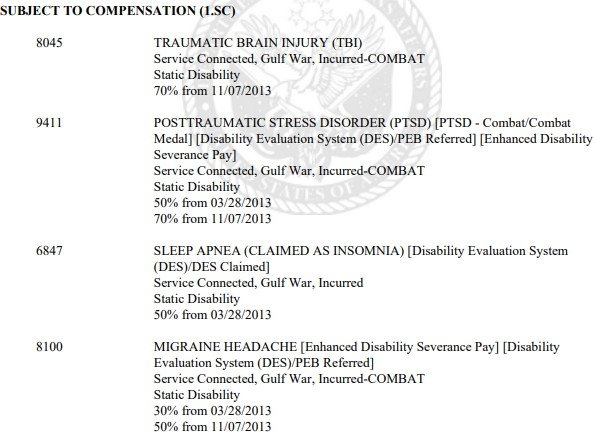 SUBJECT TO COMPENSATION (1.SC)
8045 TRAUMATIC BRAIN INJURY (TBI)
Service Connected, Gulf War, Incurred-COMBAT
Static Disability
70% from 11/07/2013
9411 POSTTRAUMATIC STRESS DISORDER (PTSD) [PTSD - Combat/Combat
Medal] [Disability Evaluation System (DES)/PEB Referred] [Enhanced Disability
Severance Pay]
Service Connected, Gulf War, Incurred-COMBAT
Static Disability
50% from 03/28/2013
70% from 11/07/2013
6847 SLEEP APNEA (CLAIMED AS INSOMNIA) [Disability Evaluation System
(DES)/DES Claimed]
Service Connected, Gulf War, Incurred
Static Disability
50% from 03/28/2013
8100 MIGRAINE HEADACHE [Enhanced Disability Severance Pay] [Disability
Evaluation System (DES)/PEB Referred]
Service Connected, Gulf War, Incurred-COMBAT
Static Disability
30% from 03/28/2013
50% from 11/07/2013